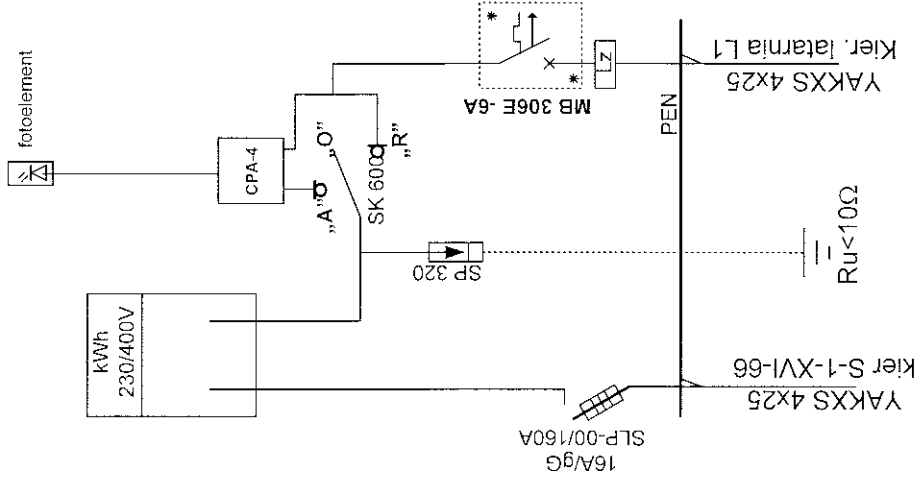 fotoelement
CPA-4
„A”
„O”
„R”
SK 600
kWh
230/400V
SP 320
MB 306E -6A
*
*
LZ
PEN
16A/gG
SLP-00/160A
YAKXS 4x25
kier S-1-XVI-66
Ru<10Ω
YAKXS 4x25
Kier. latarnia L1